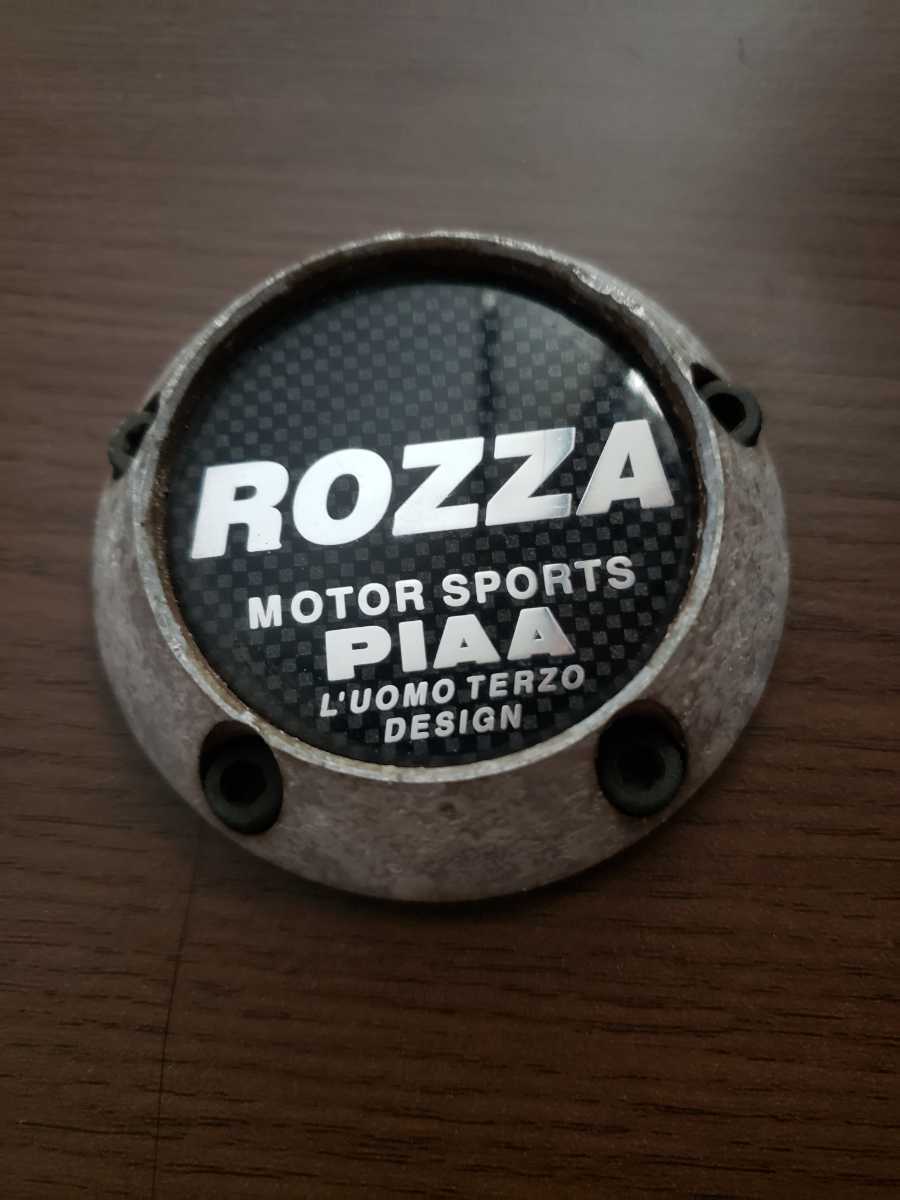 ROZZA
MOTOR SPORTS
PIAA
L'UOMO TERZO
DESIGN